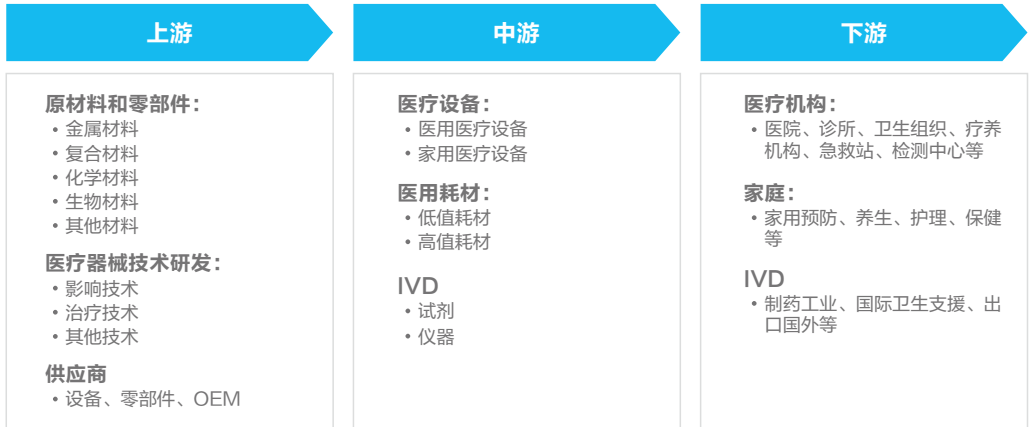 上游
原材料和零部件：
•金属材料
•复合材料
•化学材料
•生物材料
•其他材料
医疗器械技术研发：
•影响技术
•治疗技术
•其他技术
供应商
•设备、零部件、OEM
中游
医疗设备：
•医用医疗设备
•家用医疗设备
医用耗材：
•低值耗材
•高值耗材
IVD
•试剂
•仪器
下游
医疗机构：
•医院、诊所、卫生组织、疗养
机构、急救站、检测中心等
家庭：
•家用预防、养生、护理、保健
等
IVD
•制药工业、国际卫生支援、出
口国外等